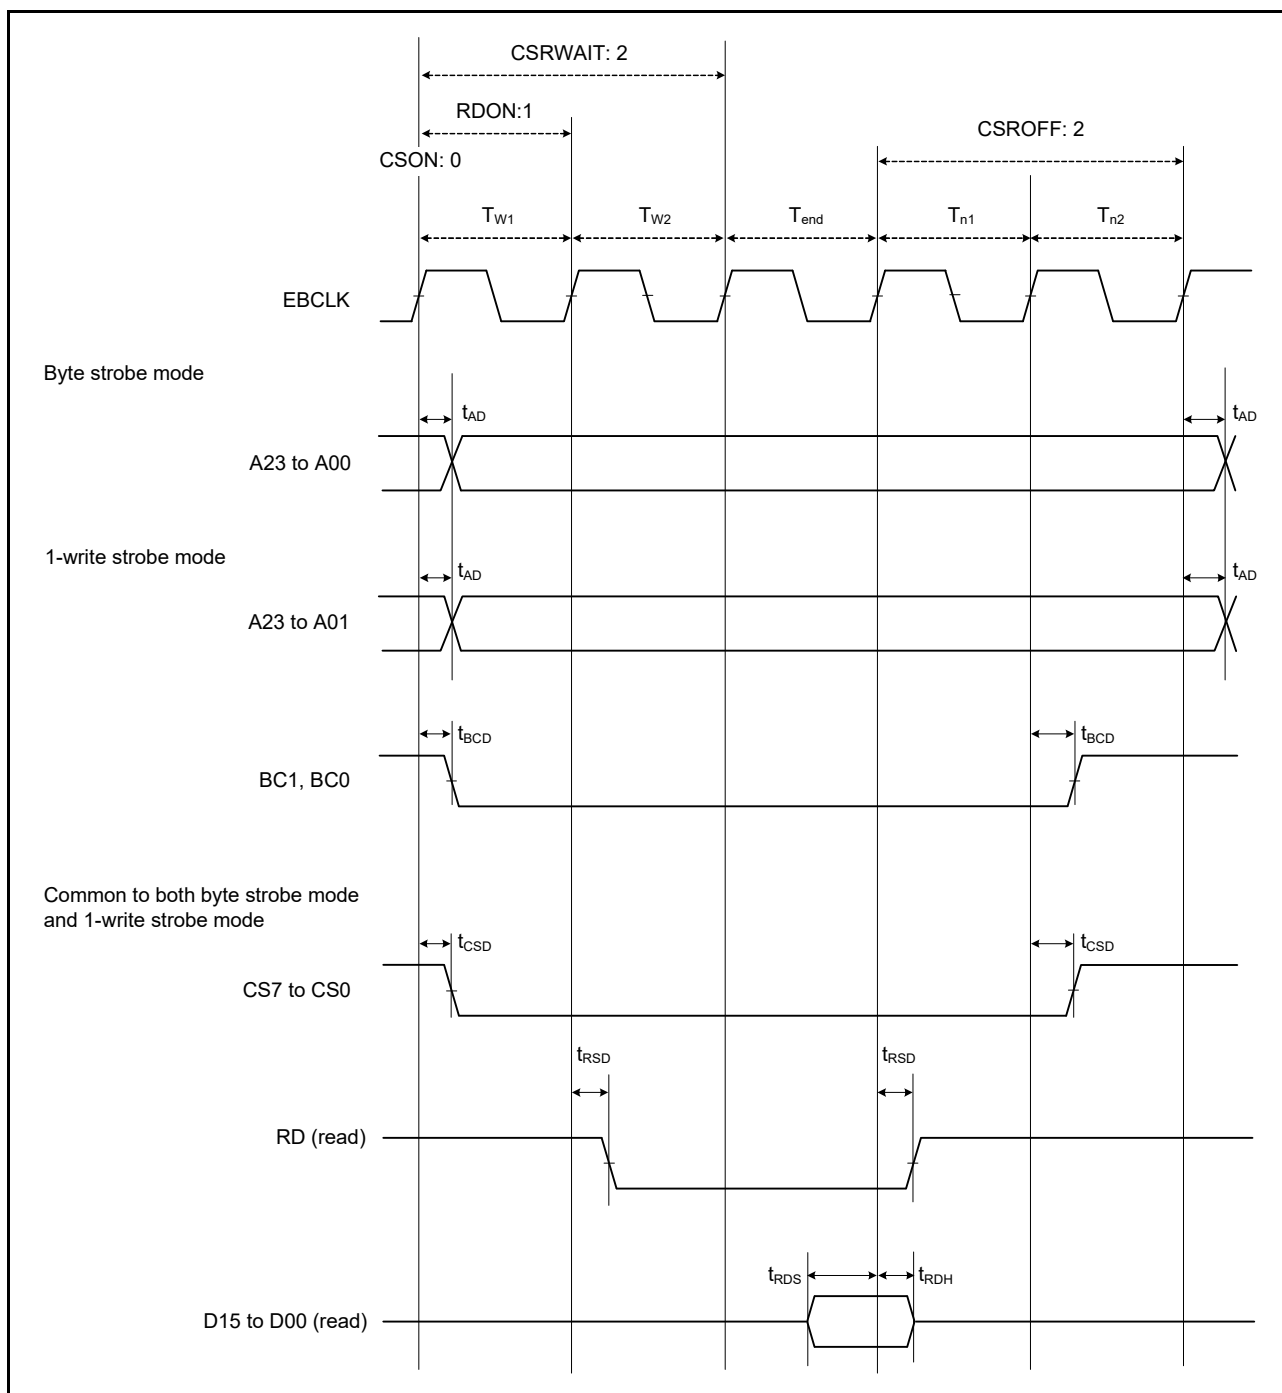 CSRWAIT: 2
RDON:1
CSROFF: 2
CSON: 0
TW1
TW2
Tend
Tn1
Tn2
EBCLK
Byte strobe mode
tAD
tAD
A23 to A00
1-write strobe mode
tAD
tAD
A23 to A01
tBCD
tBCD
BC1, BC0
Common to both byte strobe mode
and 1-write strobe mode
tCSD
tCSD
CS7 to CS0
tRSD
tRSD
RD (read)
tRDS
tRDH
D15 to D00 (read)